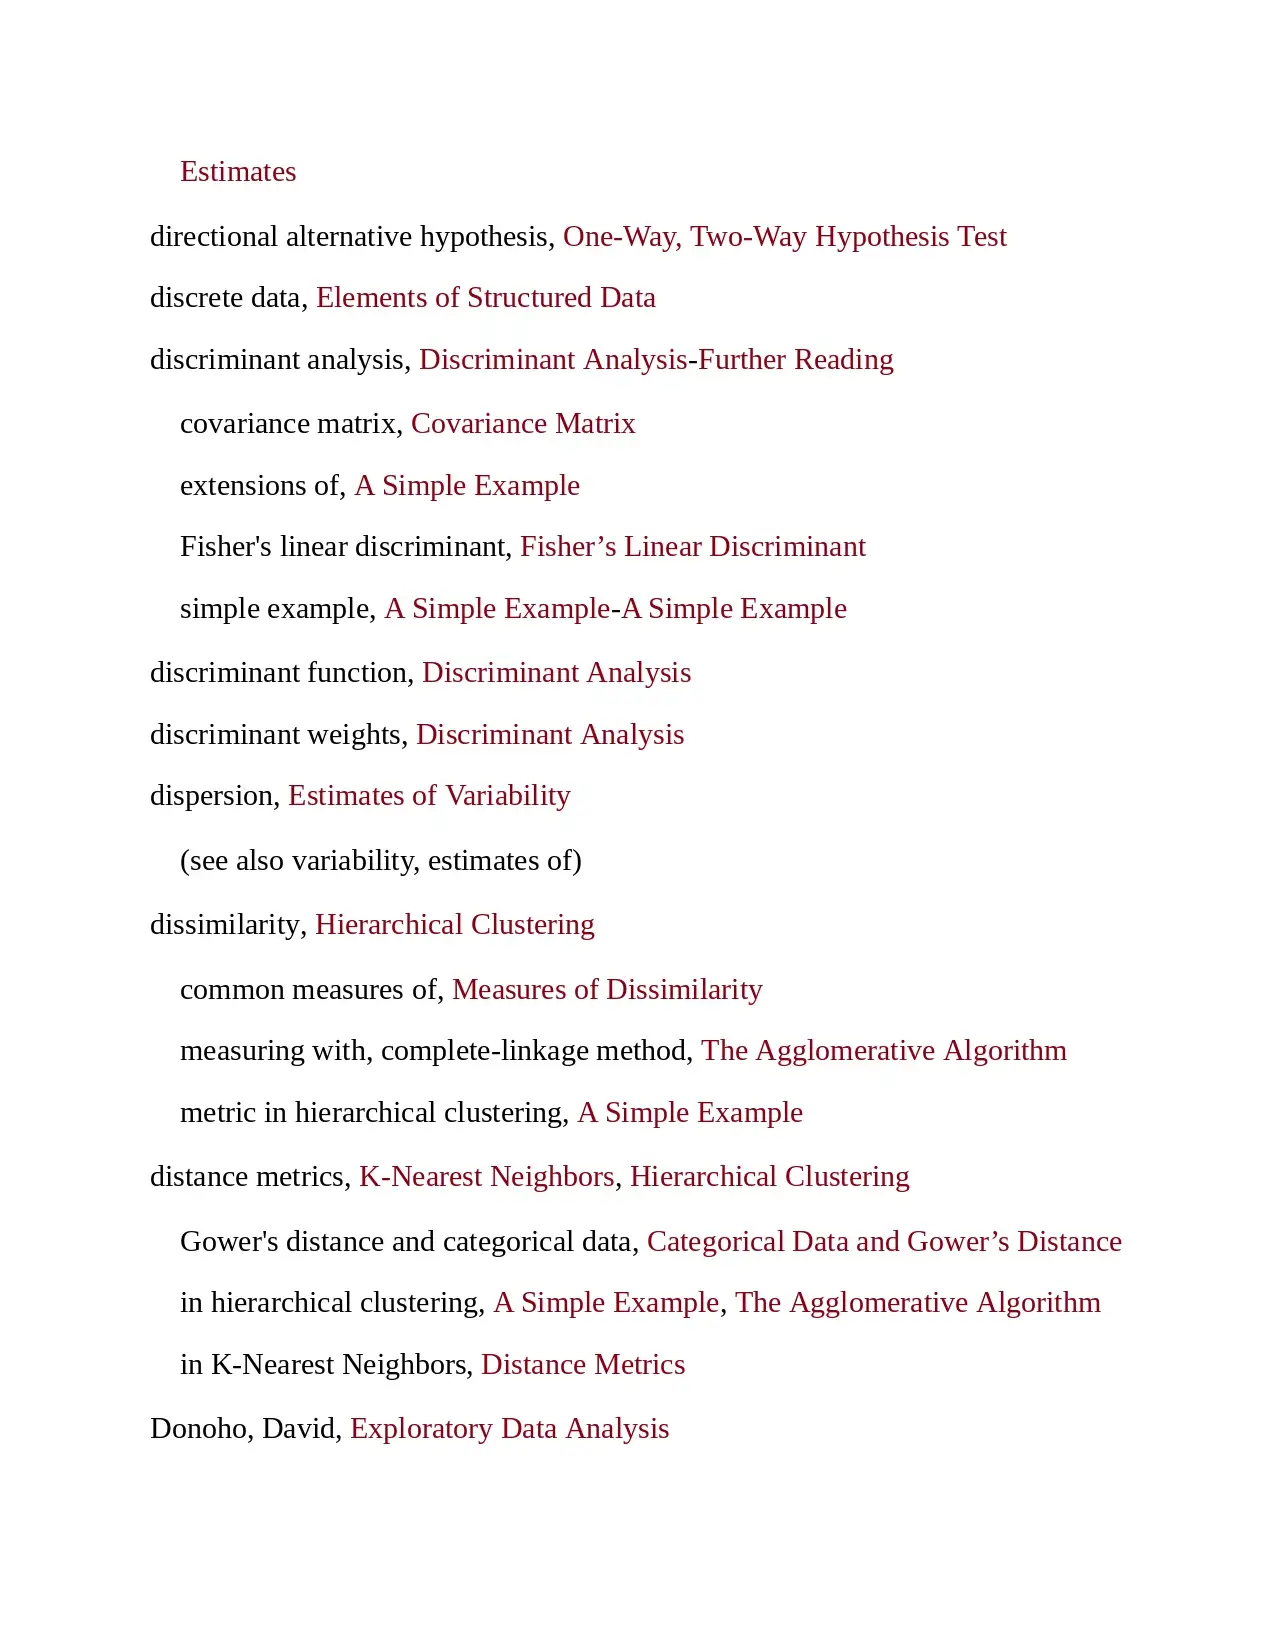 Estimates
directional alternative hypothesis, One-Way, Two-Way Hypothesis Test
discrete data, Elements of Structured Data
discriminant analysis, Discriminant Analysis-Further Reading
covariance matrix, Covariance Matrix
extensions of, A Simple Example
Fisher's linear discriminant, Fisher’s Linear Discriminant
simple example, A Simple Example-A Simple Example
discriminant function, Discriminant Analysis
discriminant weights, Discriminant Analysis
dispersion, Estimates of Variability
(see also variability, estimates of)
dissimilarity, Hierarchical Clustering
common measures of, Measures of Dissimilarity
measuring with, complete-linkage method, The Agglomerative Algorithm
metric in hierarchical clustering, A Simple Example
distance metrics, K-Nearest Neighbors, Hierarchical Clustering
Gower's distance and categorical data, Categorical Data and Gower’s Distance
in hierarchical clustering, A Simple Example, The Agglomerative Algorithm
in K-Nearest Neighbors, Distance Metrics
Donoho, David, Exploratory Data Analysis